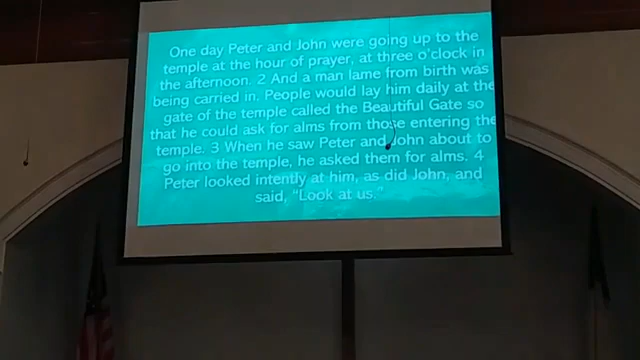 One day Peter and John were going up to the
temple at the hour of prayer, at three o'clock in
the afternoon. 2 And a man lame from birth was
being carried in. People would lay him daily at the
gate of the temple called the Beautiful Gate so
that he could ask for alms from those entering the
temple. 3 When he saw Peter and John about to
go into the temple, he asked them for alms. 4
Peter looked intently at him, as did John, and
said, "Look at us."